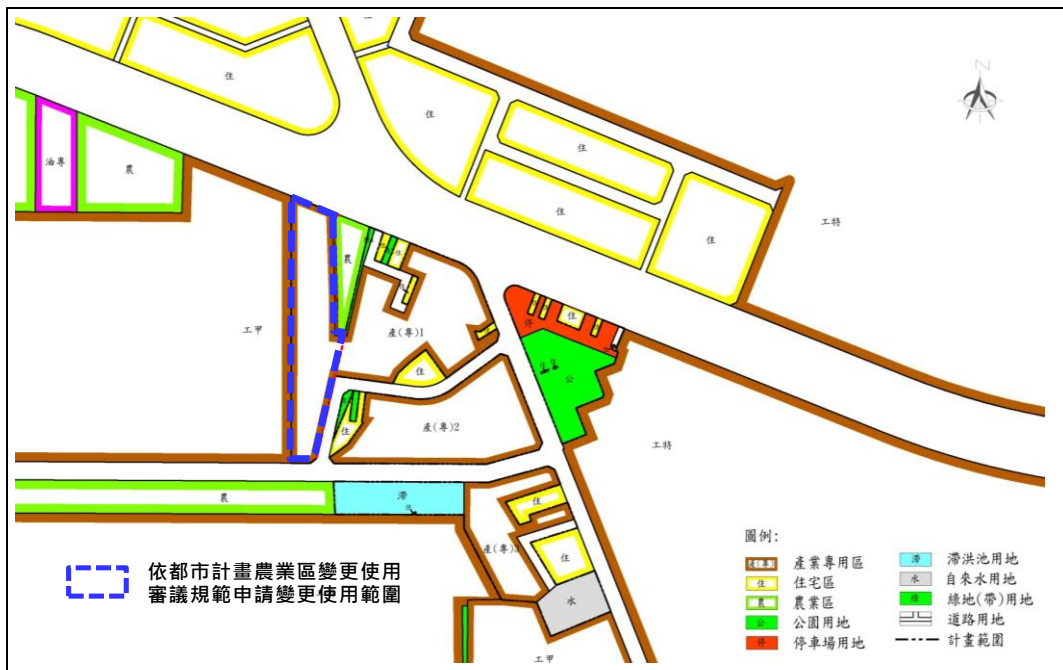 N
住
住
住
油專
農
住
工特
住
住
農
住
工甲
產(專)1
停
住
住
公
產(專)2
住
工特
農
滯
住
產(專)3
住
水
工甲
依都市計畫農業區變更使用
審議規範申請變更使用範圍
圖例:
產(專) 產業專用區
住 住宅區
農 農業區
公 公園用地
停 停車場用地
滯 滯洪池用地
水 自來水用地
綠 綠地(帶)用地
道路用地
計畫範圍